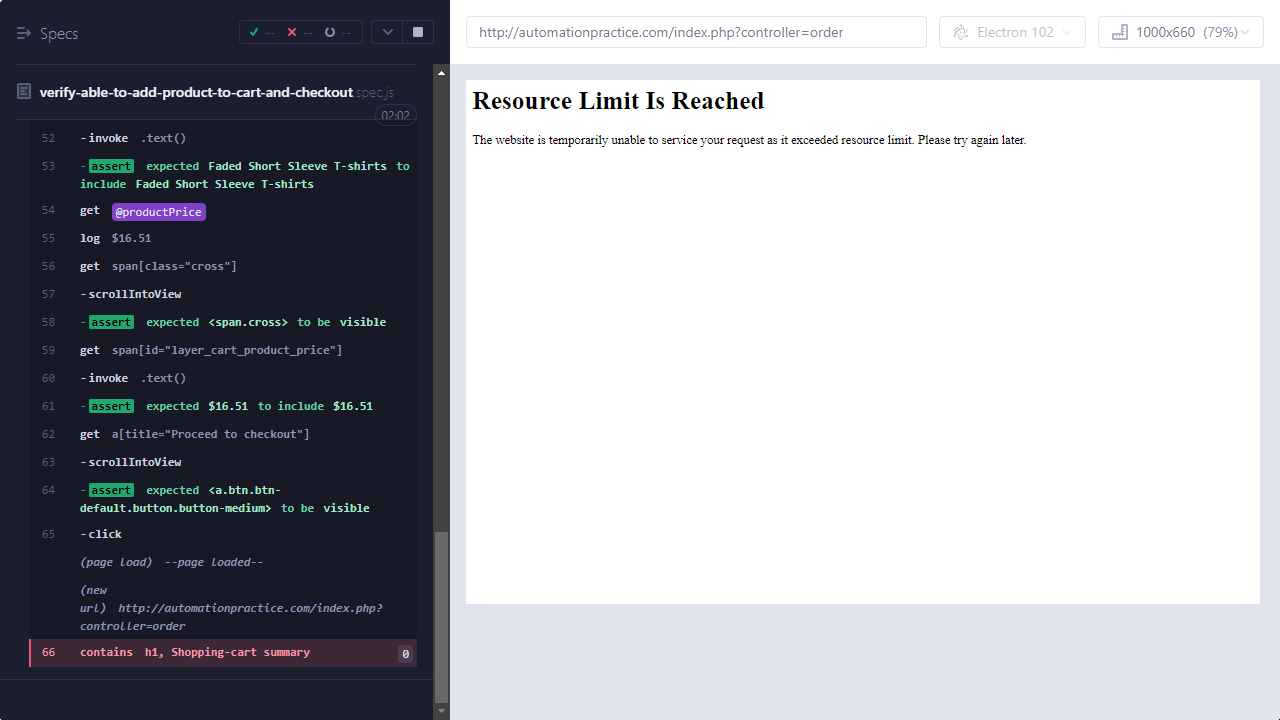 Specs
--
--
--
http://automationpractice.com/index.php?controller=order
Electron 102
1000x660 (79%)
verify-able-to-add-product-to-cart-and-checkout.spec.js
02:02
52 -invoke .text()
53 -assert expected Faded Short Sleeve T-shirts to
include Faded Short Sleeve T-shirts
54 get @productPrice
55 log $16.51
56 get span[class="cross"]
57 -scrollIntoView
58 -assert expected <span.cross> to be visible
59 get span[id="layer_cart_product_price"]
60 -invoke .text()
61 -assert expected $16.51 to include $16.51
62 get a[title="Proceed to checkout"]
63 -scrollIntoView
64 -assert expected <a.btn.btn-
default.button.button-medium> to be visible
65 -click
(page load) --page loaded--
(new
url) http://automationpractice.com/index.php?
controller=order
66 contains h1, Shopping-cart summary 0
Resource Limit Is Reached
The website is temporarily unable to service your request as it exceeded resource limit. Please try again later.